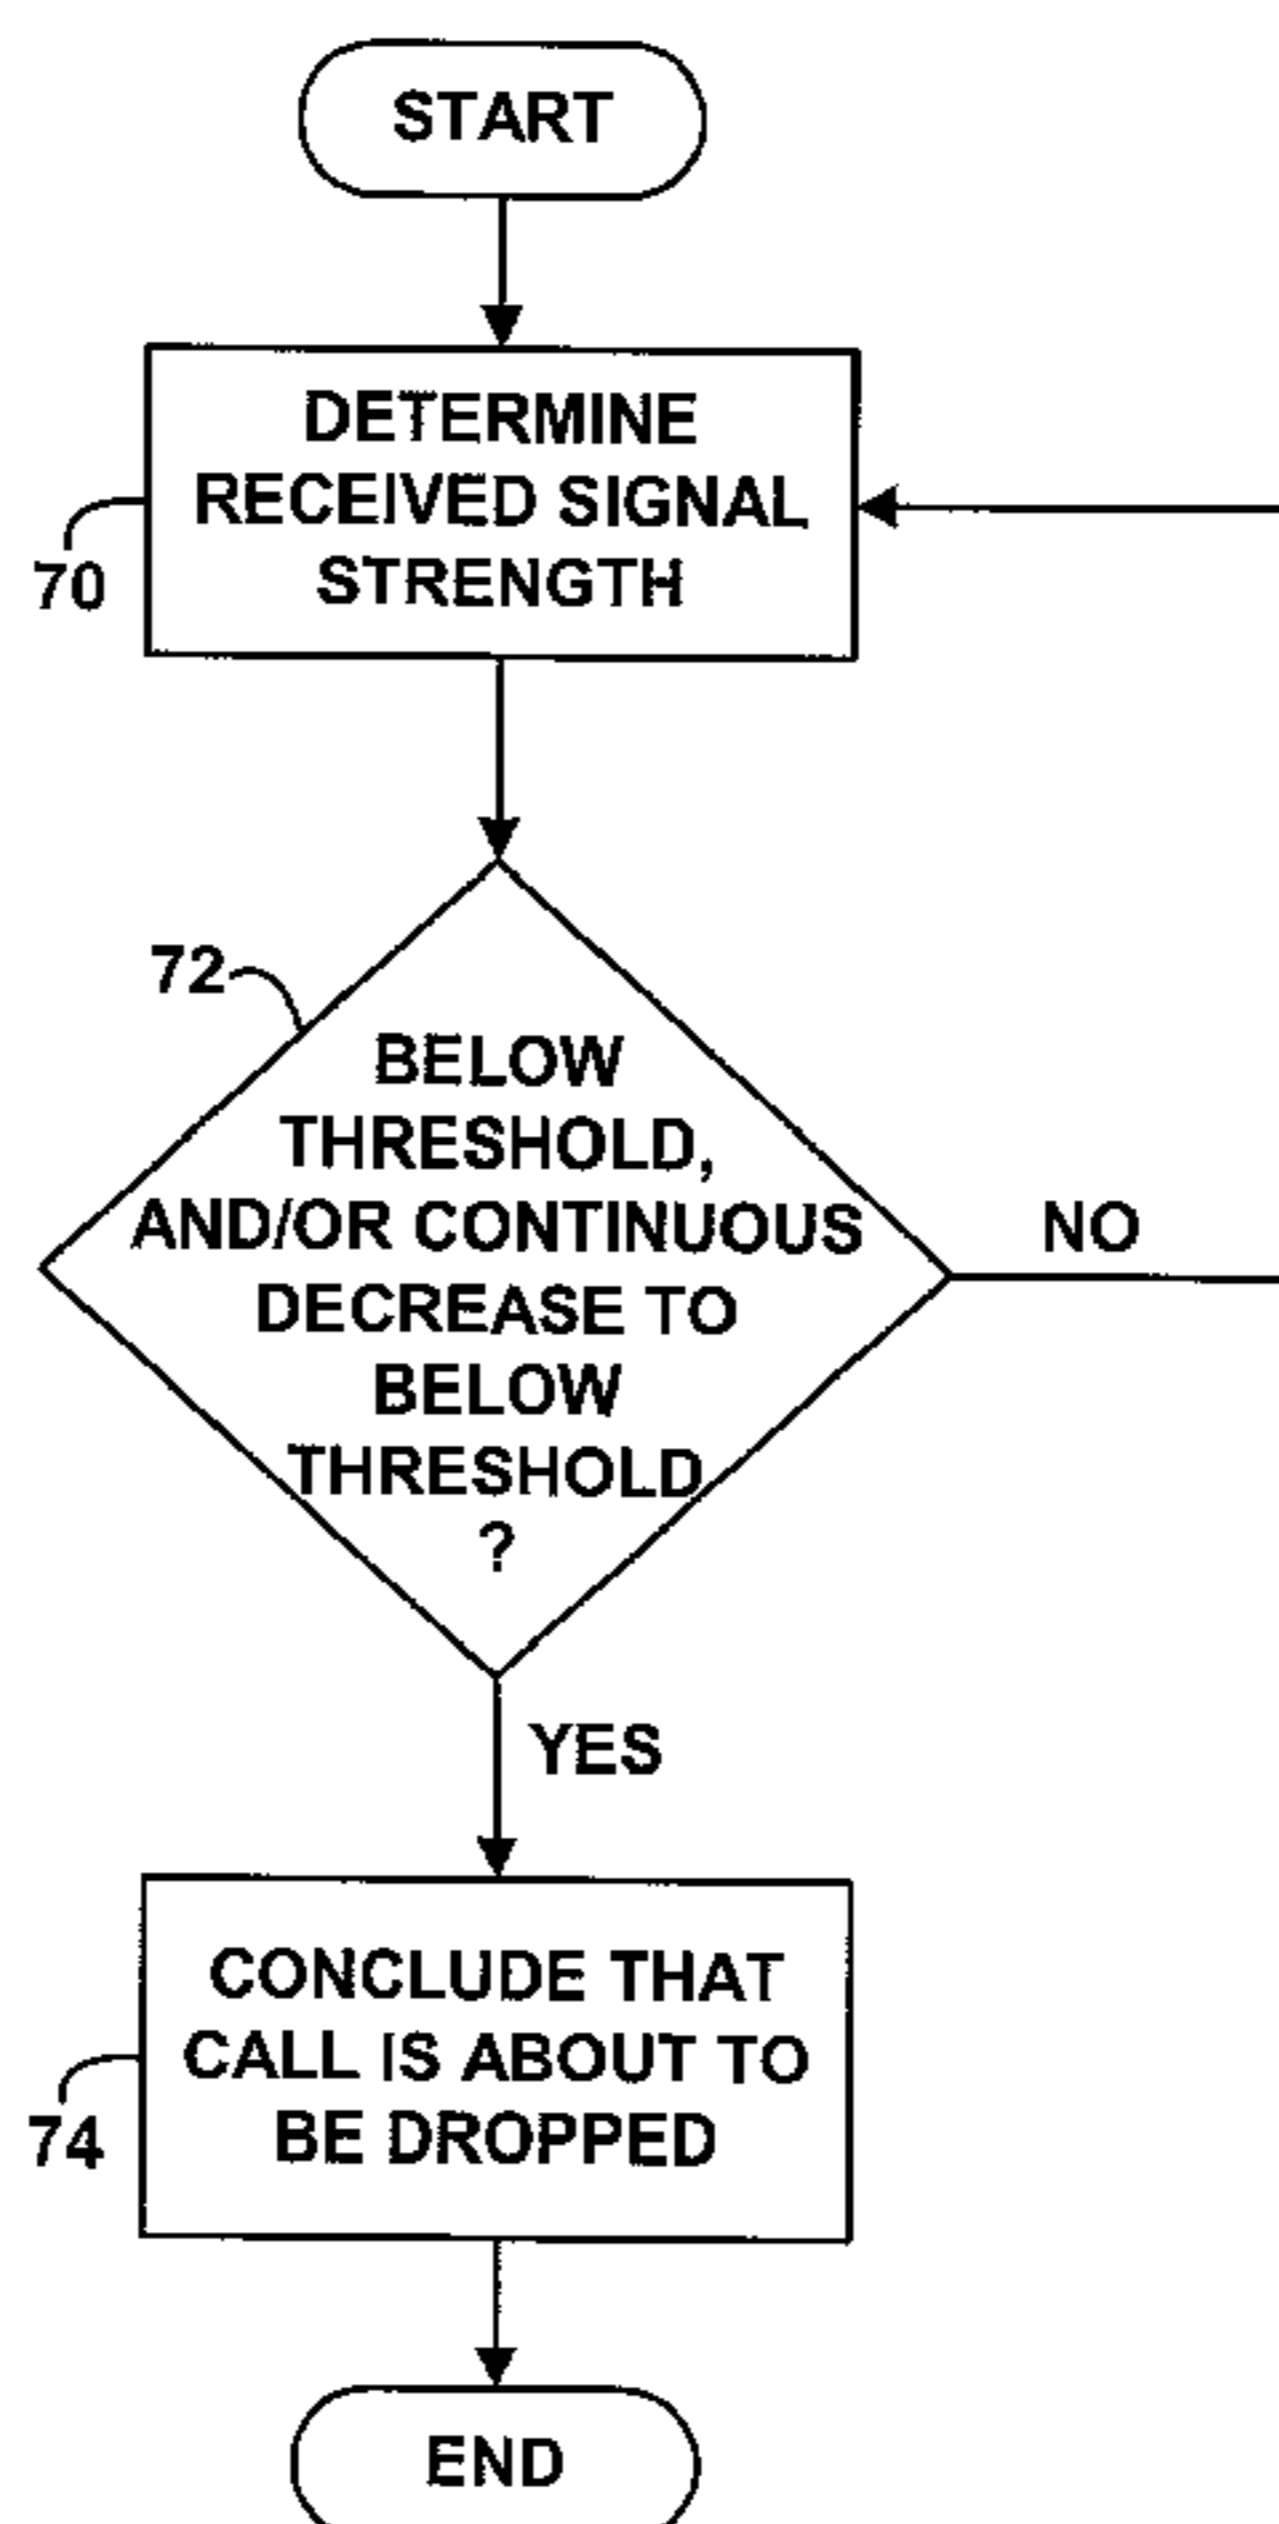 START
DETERMINE
RECEIVED SIGNAL
STRENGTH
70
72
BELOW
THRESHOLD,
AND/OR CONTINUOUS
DECREASE TO
BELOW
THRESHOLD
?
NO
YES
CONCLUDE THAT
CALL IS ABOUT TO
BE DROPPED
74
END